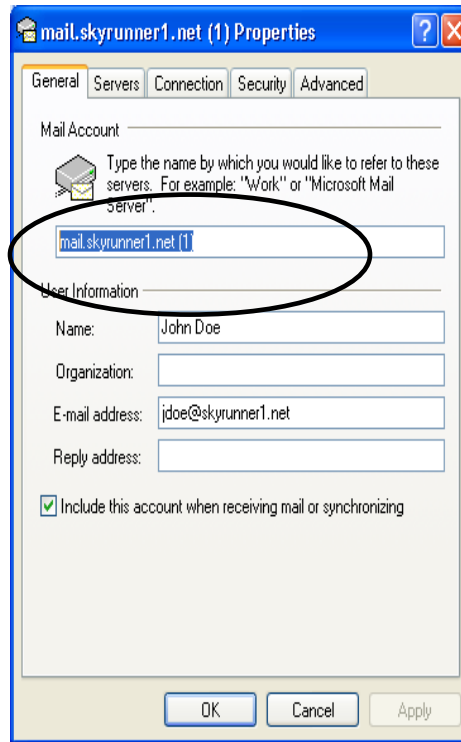 mail.skyrunner1.net (1) Properties
General Servers Connection Security Advanced
Mail Account
Type the name by which you would like to refer to these
servers. For example: "Work" or "Microsoft Mail
Server".
mail.skyrunner1.net (1)
User Information
Name: John Doe
Organization:
E-mail address: jdoe@skyrunner1.net
Reply address:
Include this account when receiving mail or synchronizing
OK Cancel Apply